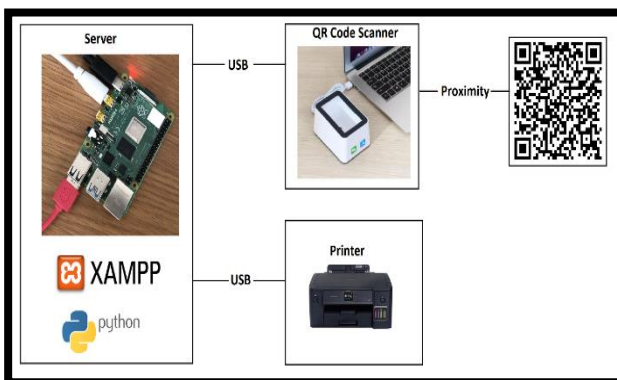 Server
QR Code Scanner
USB
Proximity
XAMPP
python
USB
Printer